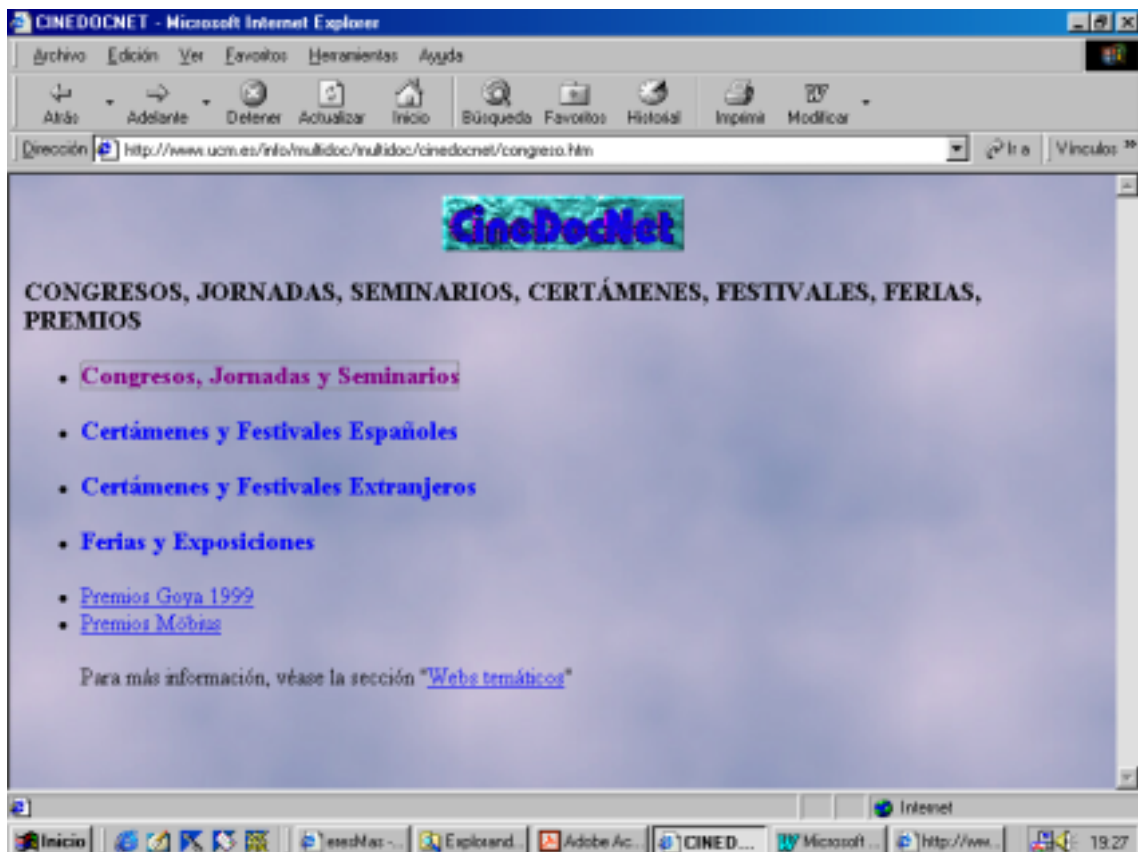 CINEDOCNET - Microsoft Internet Explorer
Archivo Edición Ver Favoritos Herramientas Ayuda
Atrás Adelante Detener Actualizar Inicio Búsqueda Favoritos Historial Imprimir Modificar
Dirección http://www.ucm.es/info/multidoc/multidoc/cinedocnet/congreso.htm Ir a Vínculos »
CineDocNet
CONGRESOS, JORNADAS, SEMINARIOS, CERTÁMENES, FESTIVALES, FERIAS,
PREMIOS
Congresos, Jornadas y Seminarios
Certámenes y Festivales Españoles
Certámenes y Festivales Extranjeros
Ferias y Exposiciones
Premios Goya 1999
Premios Möbius
Para más información, véase la sección "Webs temáticos"
Internet
Inicio eresMas -... Explorand... Adobe Ac... CINED... Microsoft ... http://ww... 19:27